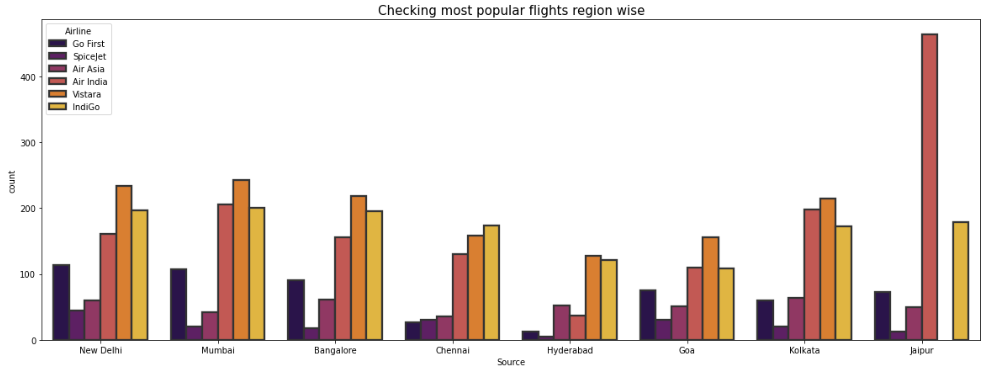 Checking most popular flights region wise
Airline
Go First
SpiceJet
Air Asia
Air India
Vistara
IndiGo
count
400
300
200
100
0
New Delhi Mumbai Bangalore Chennai Hyderabad Goa Kolkata Jaipur
Source